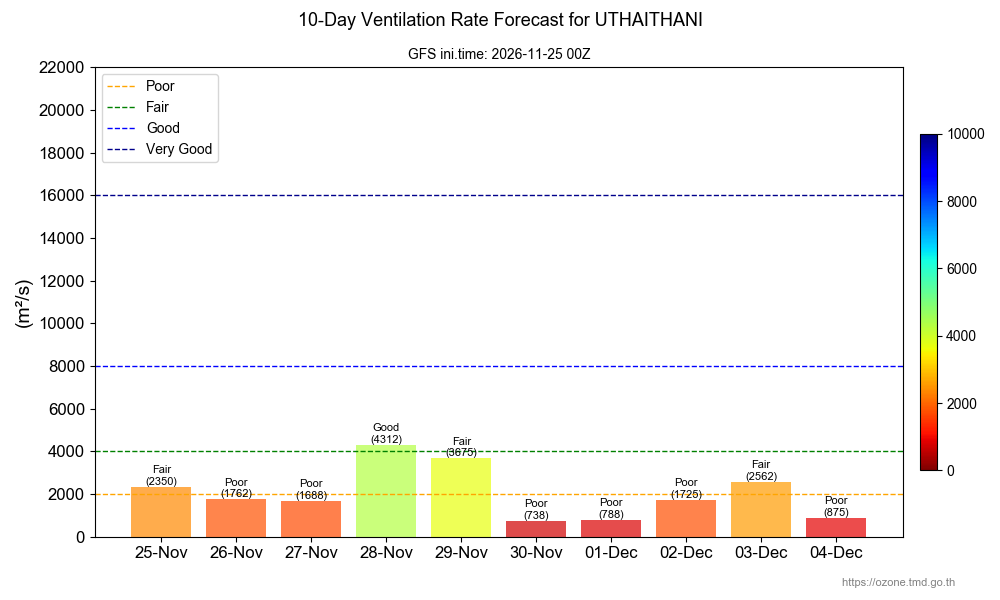 10-Day Ventilation Rate Forecast for UTHAITHANI
GFS ini.time: 2026-11-25 00Z
22000
20000
18000
16000
14000
12000
10000
8000
6000
4000
2000
0
(m²/s)
Poor
Fair
Good
Very Good
Fair
(2350)
Poor
(1762)
Poor
(1688)
Good
(4312)
Fair
(3675)
Poor
(738)
Poor
(788)
Poor
(1725)
Fair
(2562)
Poor
(875)
25-Nov 26-Nov 27-Nov 28-Nov 29-Nov 30-Nov 01-Dec 02-Dec 03-Dec 04-Dec
10000
8000
6000
4000
2000
0
https://ozone.tmd.go.th